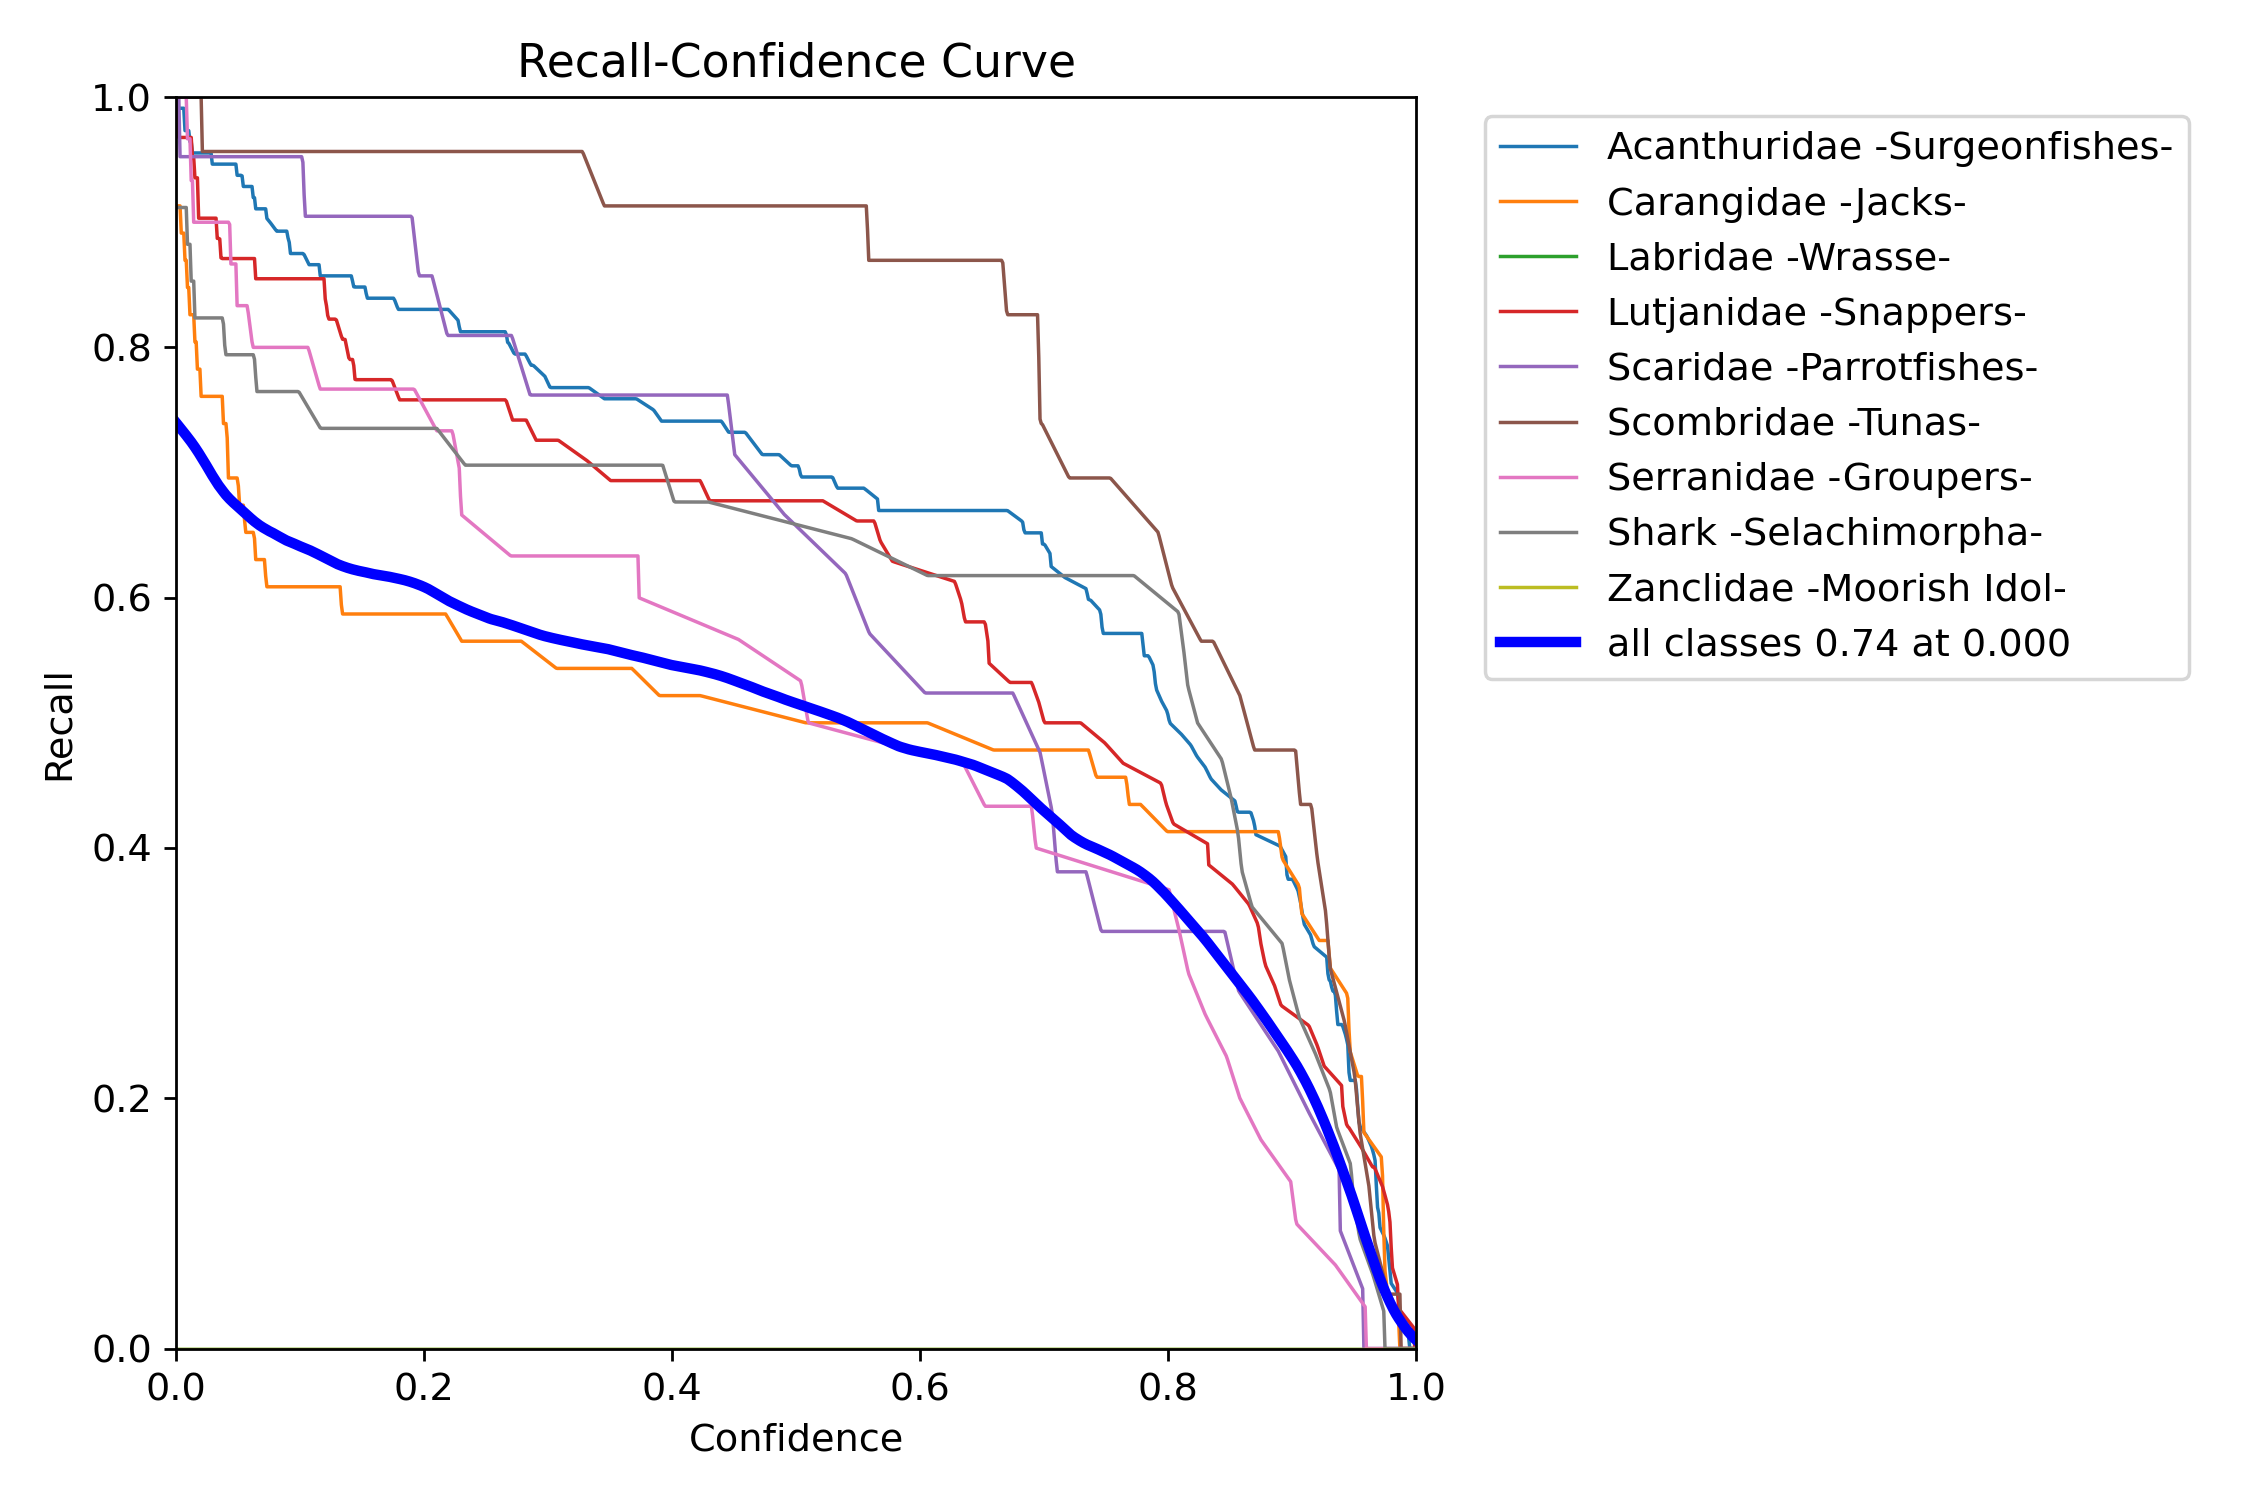 Recall-Confidence Curve
1.0
0.8
0.6
0.4
0.2
0.0
Recall
0.0 0.2 0.4 0.6 0.8 1.0
Confidence
Acanthuridae -Surgeonfishes-
Carangidae -Jacks-
Labridae -Wrasse-
Lutjanidae -Snappers-
Scaridae -Parrotfishes-
Scombridae -Tunas-
Serranidae -Groupers-
Shark -Selachimorpha-
Zanclidae -Moorish Idol-
all classes 0.74 at 0.000